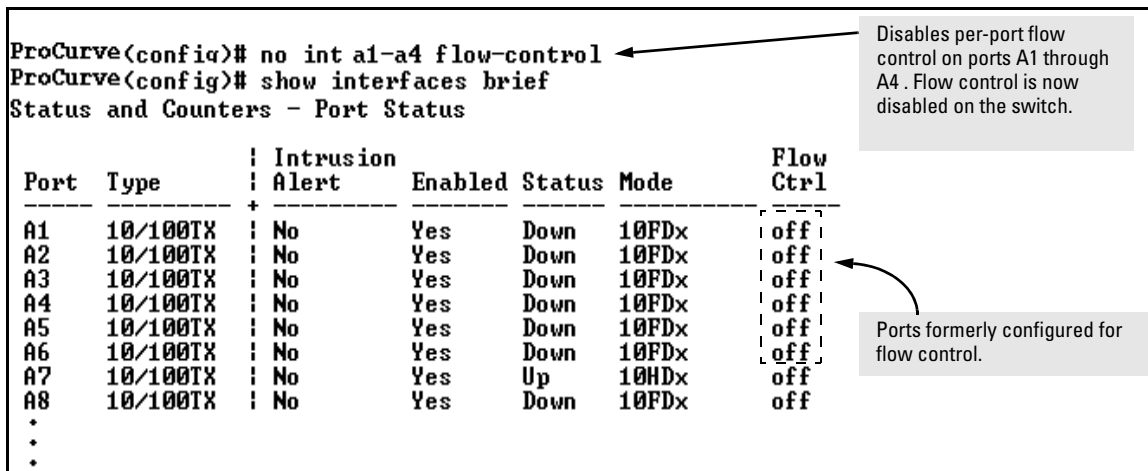 ProCurve(config)# no int a1-a4 flow-control
ProCurve(config)# show interfaces brief
Status and Counters - Port Status
Disables per-port flow
control on ports A1 through
A4 . Flow control is now
disabled on the switch.
| Intrusion Flow
Port Type | Alert Enabled Status Mode Ctrl
----- --------- + --------- ------- ------ ---------- -----
A1 10/100TX | No Yes Down 10FDx off
A2 10/100TX | No Yes Down 10FDx off
A3 10/100TX | No Yes Down 10FDx off
A4 10/100TX | No Yes Down 10FDx off
A5 10/100TX | No Yes Down 10FDx off
A6 10/100TX | No Yes Down 10FDx off
A7 10/100TX | No Yes Up 10HDx off
A8 10/100TX | No Yes Down 10FDx off
Ports formerly configured for
flow control.